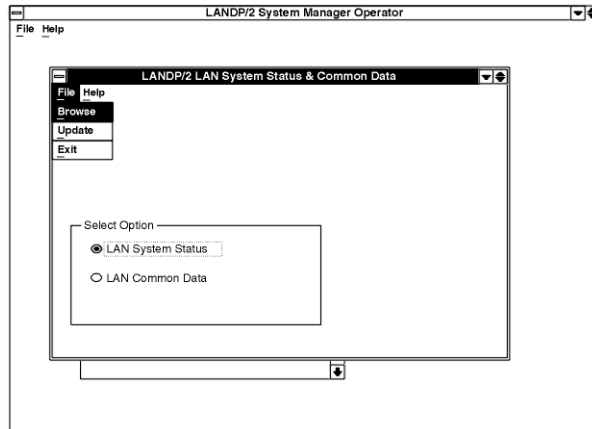 LANDP/2 System Manager Operator
File Help
LANDP/2 LAN System Status & Common Data
File Help
Browse
Update
Exit
Select Option
LAN System Status
LAN Common Data